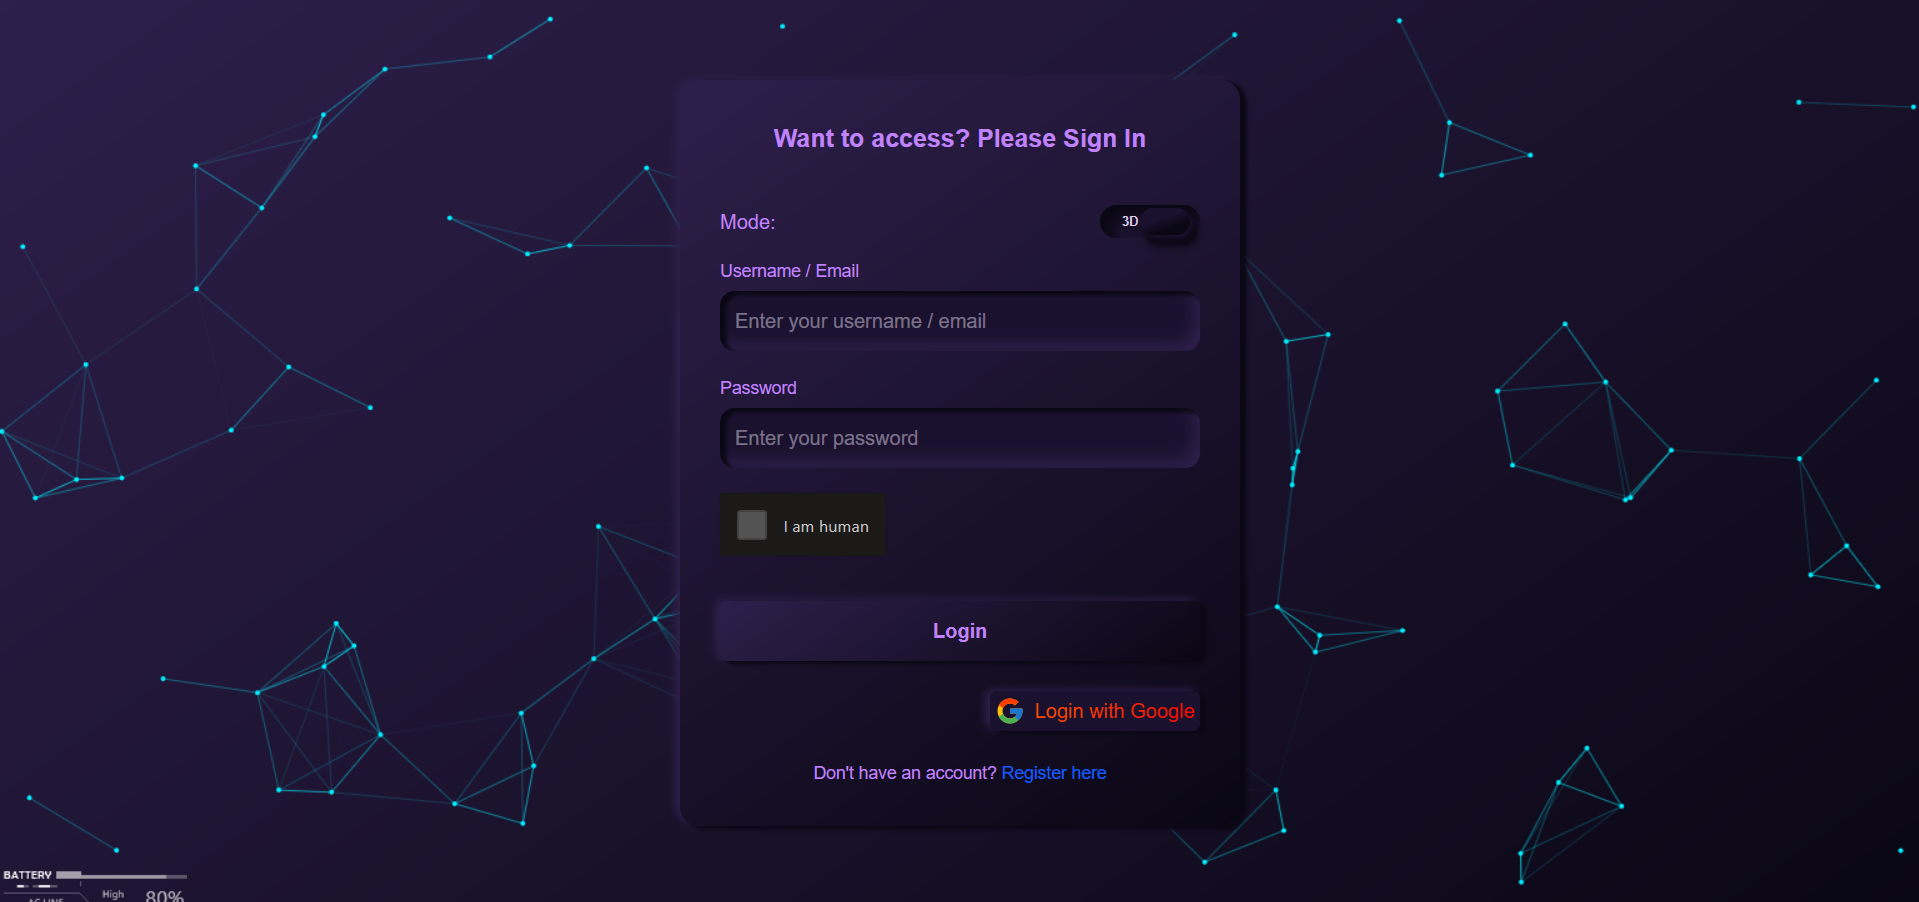 Want to access? Please Sign In
Mode:
3D
Username / Email
Enter your username / email
Password
Enter your password
I am human
Login
Login with Google
Don't have an account? Register here
BATTERY
High
80%
AC LINE